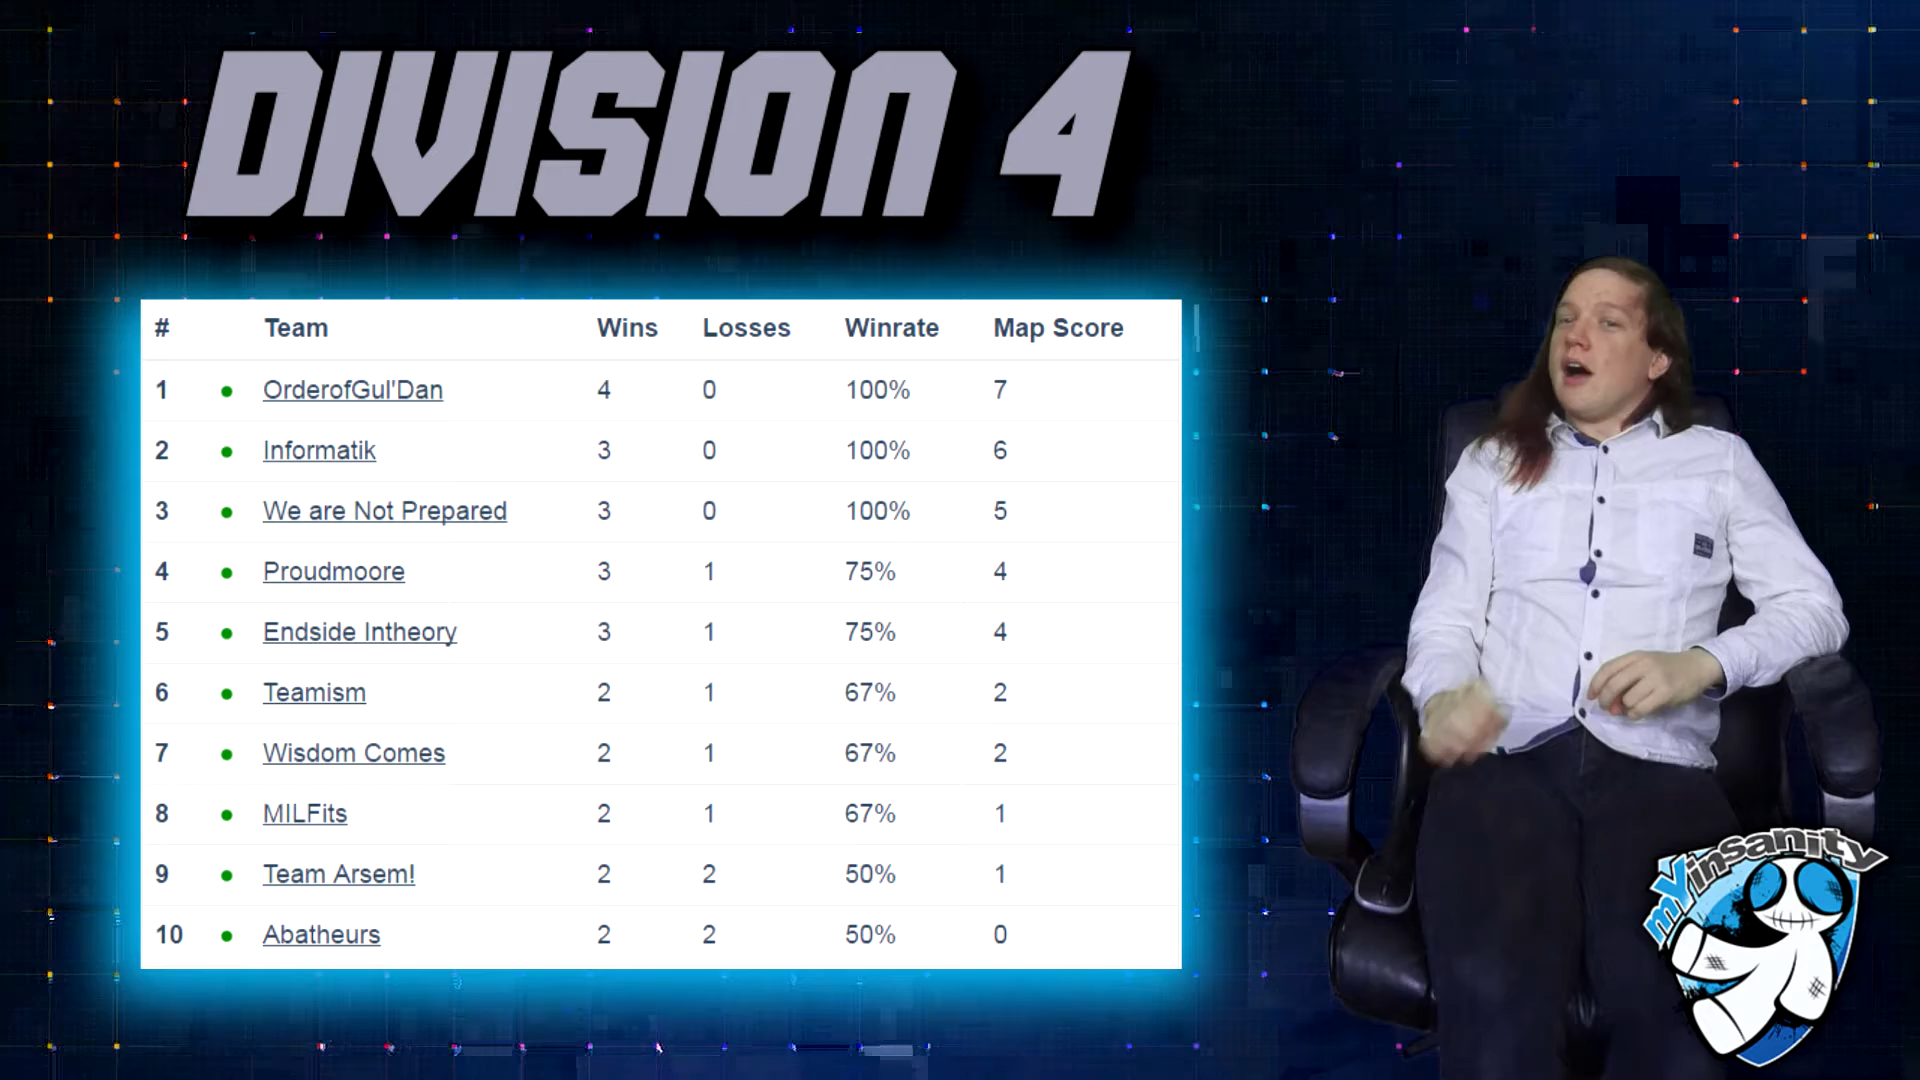 DIVISION 4
# Team Wins Losses Winrate Map Score
1 OrderofGul'Dan 4 0 100% 7
2 Informatik 3 0 100% 6
3 We are Not Prepared 3 0 100% 5
4 Proudmoore 3 1 75% 4
5 Endside Intheory 3 1 75% 4
6 Teamism 2 1 67% 2
7 Wisdom Comes 2 1 67% 2
8 MILFits 2 1 67% 1
9 Team Arsem! 2 2 50% 1
10 Abatheurs 2 2 50% 0
mYinsanity